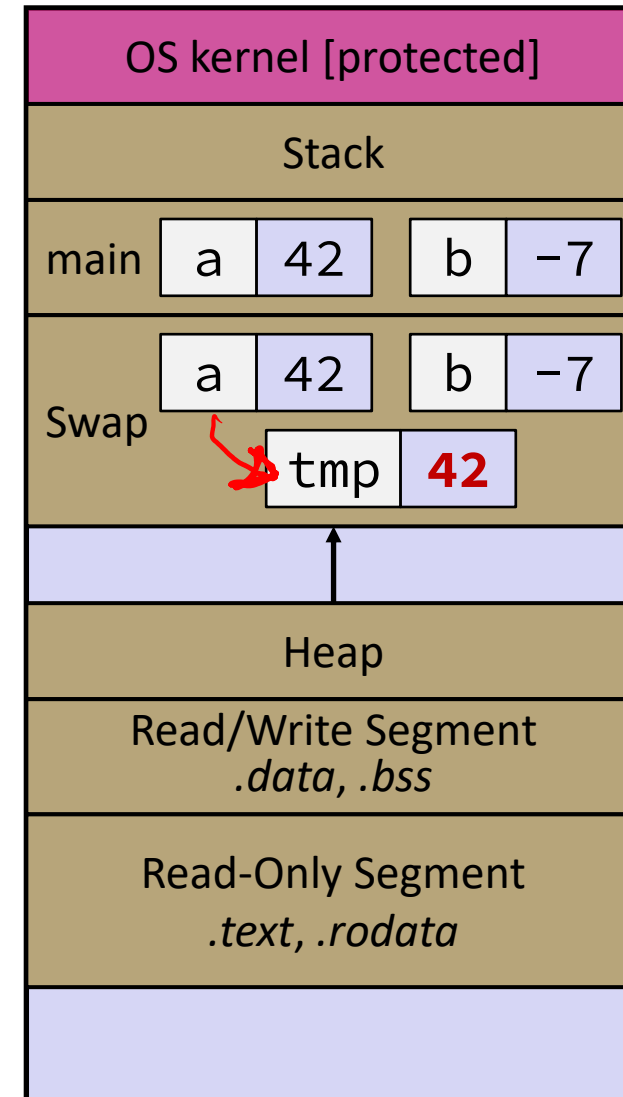 OS kernel [protected]
Stack
main a 42 b -7
a 42 b -7
Swap
tmp 42
Heap
Read/Write Segment
.data, .bss
Read-Only Segment
.text, .rodata